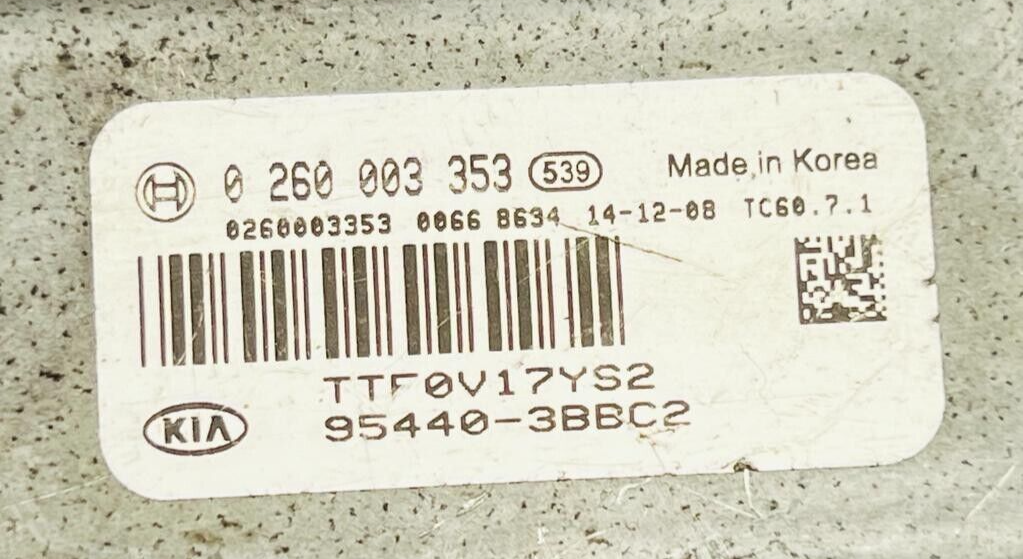 0 260 003 353 539 Made in Korea
0260003353 0066 8634 14-12-08 TC60.7.1
TTF0V17YS2
KIA 95440-3BBC2